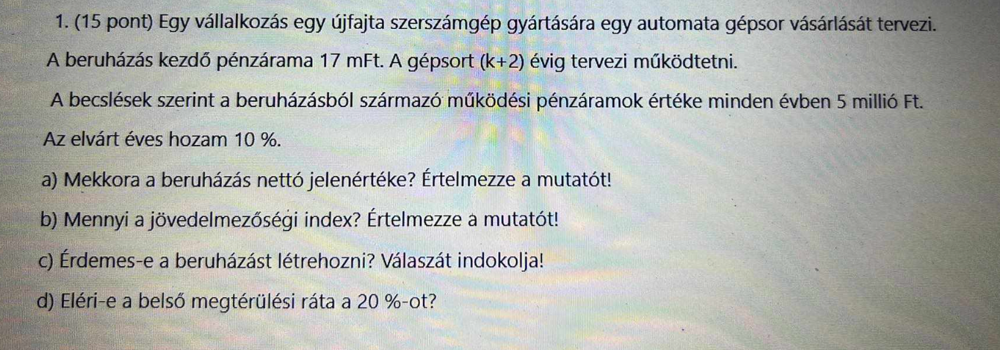 1. (15 pont) Egy vállalkozás egy újfajta szerszámgép gyártására egy automata gépsor vásárlását tervezi.
A beruházás kezdő pénzárama 17 mFt. A gépsort (k+2) évig tervezi működtetni.
A becslések szerint a beruházásból származó működési pénzáramok értéke minden évben 5 millió Ft.
Az elvárt éves hozam 10 %.
a) Mekkora a beruházás nettó jelenértéke? Értelmezze a mutatót!
b) Mennyi a jövedelmezőségi index? Értelmezze a mutatót!
c) Érdemes-e a beruházást létrehozni? Válaszát indokolja!
d) Eléri-e a belső megtérülési ráta a 20 %-ot?